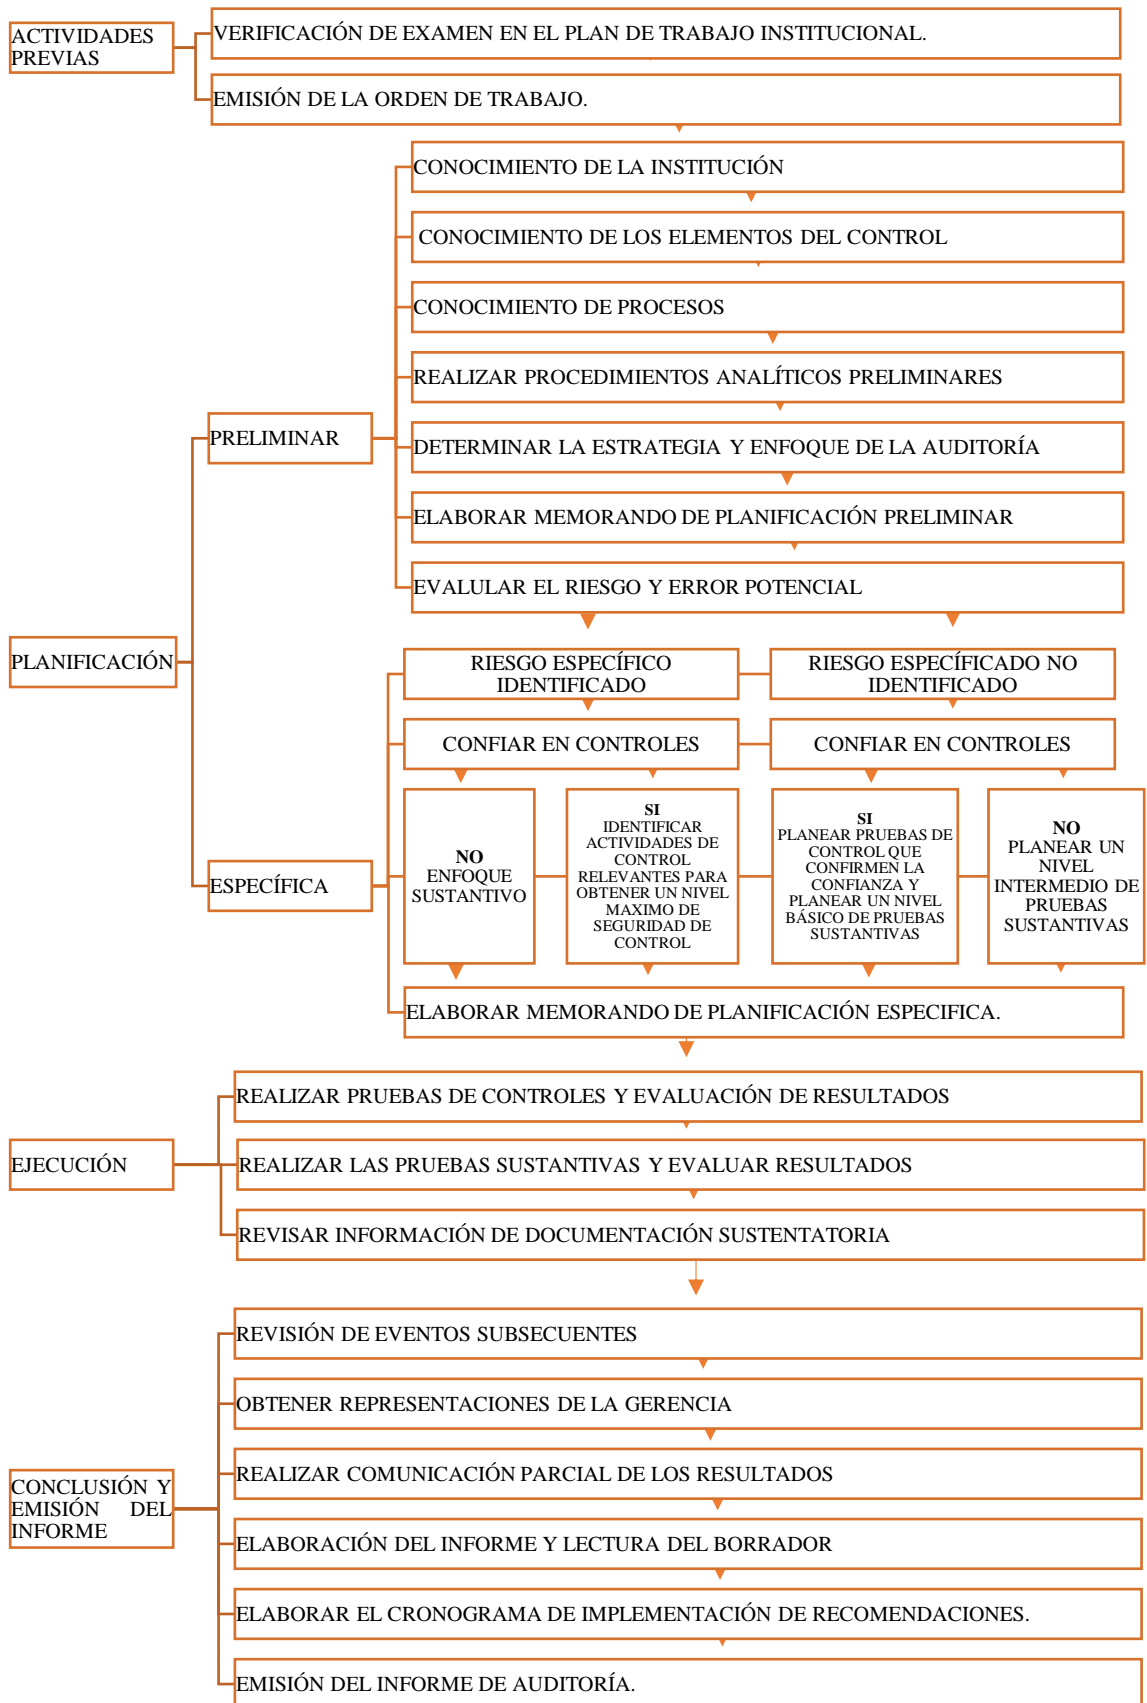 ACTIVIDADES
PREVIAS
VERIFICACIÓN DE EXAMEN EN EL PLAN DE TRABAJO INSTITUCIONAL.
EMISIÓN DE LA ORDEN DE TRABAJO.
PLANIFICACIÓN
PRELIMINAR
CONOCIMIENTO DE LA INSTITUCIÓN
CONOCIMIENTO DE LOS ELEMENTOS DEL CONTROL
CONOCIMIENTO DE PROCESOS
REALIZAR PROCEDIMIENTOS ANALÍTICOS PRELIMINARES
DETERMINAR LA ESTRATEGIA Y ENFOQUE DE LA AUDITORÍA
ELABORAR MEMORANDO DE PLANIFICACIÓN PRELIMINAR
EVALULAR EL RIESGO Y ERROR POTENCIAL
ESPECÍFICA
RIESGO ESPECÍFICO
IDENTIFICADO
RIESGO ESPECÍFICADO NO
IDENTIFICADO
CONFIAR EN CONTROLES
CONFIAR EN CONTROLES
NO
ENFOQUE
SUSTANTIVO
SI
IDENTIFICAR
ACTIVIDADES DE
CONTROL
RELEVANTES PARA
OBTENER UN NIVEL
MAXIMO DE
SEGURIDAD DE
CONTROL
SI
PLANEAR PRUEBAS DE
CONTROL QUE
CONFIRMEN LA
CONFIANZA Y
PLANEAR UN NIVEL
BÁSICO DE PRUEBAS
SUSTANTIVAS
NO
PLANEAR UN
NIVEL
INTERMEDIO DE
PRUEBAS
SUSTANTIVAS
ELABORAR MEMORANDO DE PLANIFICACIÓN ESPECIFICA.
EJECUCIÓN
REALIZAR PRUEBAS DE CONTROLES Y EVALUACIÓN DE RESULTADOS
REALIZAR LAS PRUEBAS SUSTANTIVAS Y EVALUAR RESULTADOS
REVISAR INFORMACIÓN DE DOCUMENTACIÓN SUSTENTATORIA
CONCLUSIÓN Y
EMISIÓN DEL
INFORME
REVISIÓN DE EVENTOS SUBSECUENTES
OBTENER REPRESENTACIONES DE LA GERENCIA
REALIZAR COMUNICACIÓN PARCIAL DE LOS RESULTADOS
ELABORACIÓN DEL INFORME Y LECTURA DEL BORRADOR
ELABORAR EL CRONOGRAMA DE IMPLEMENTACIÓN DE RECOMENDACIONES.
EMISIÓN DEL INFORME DE AUDITORÍA.